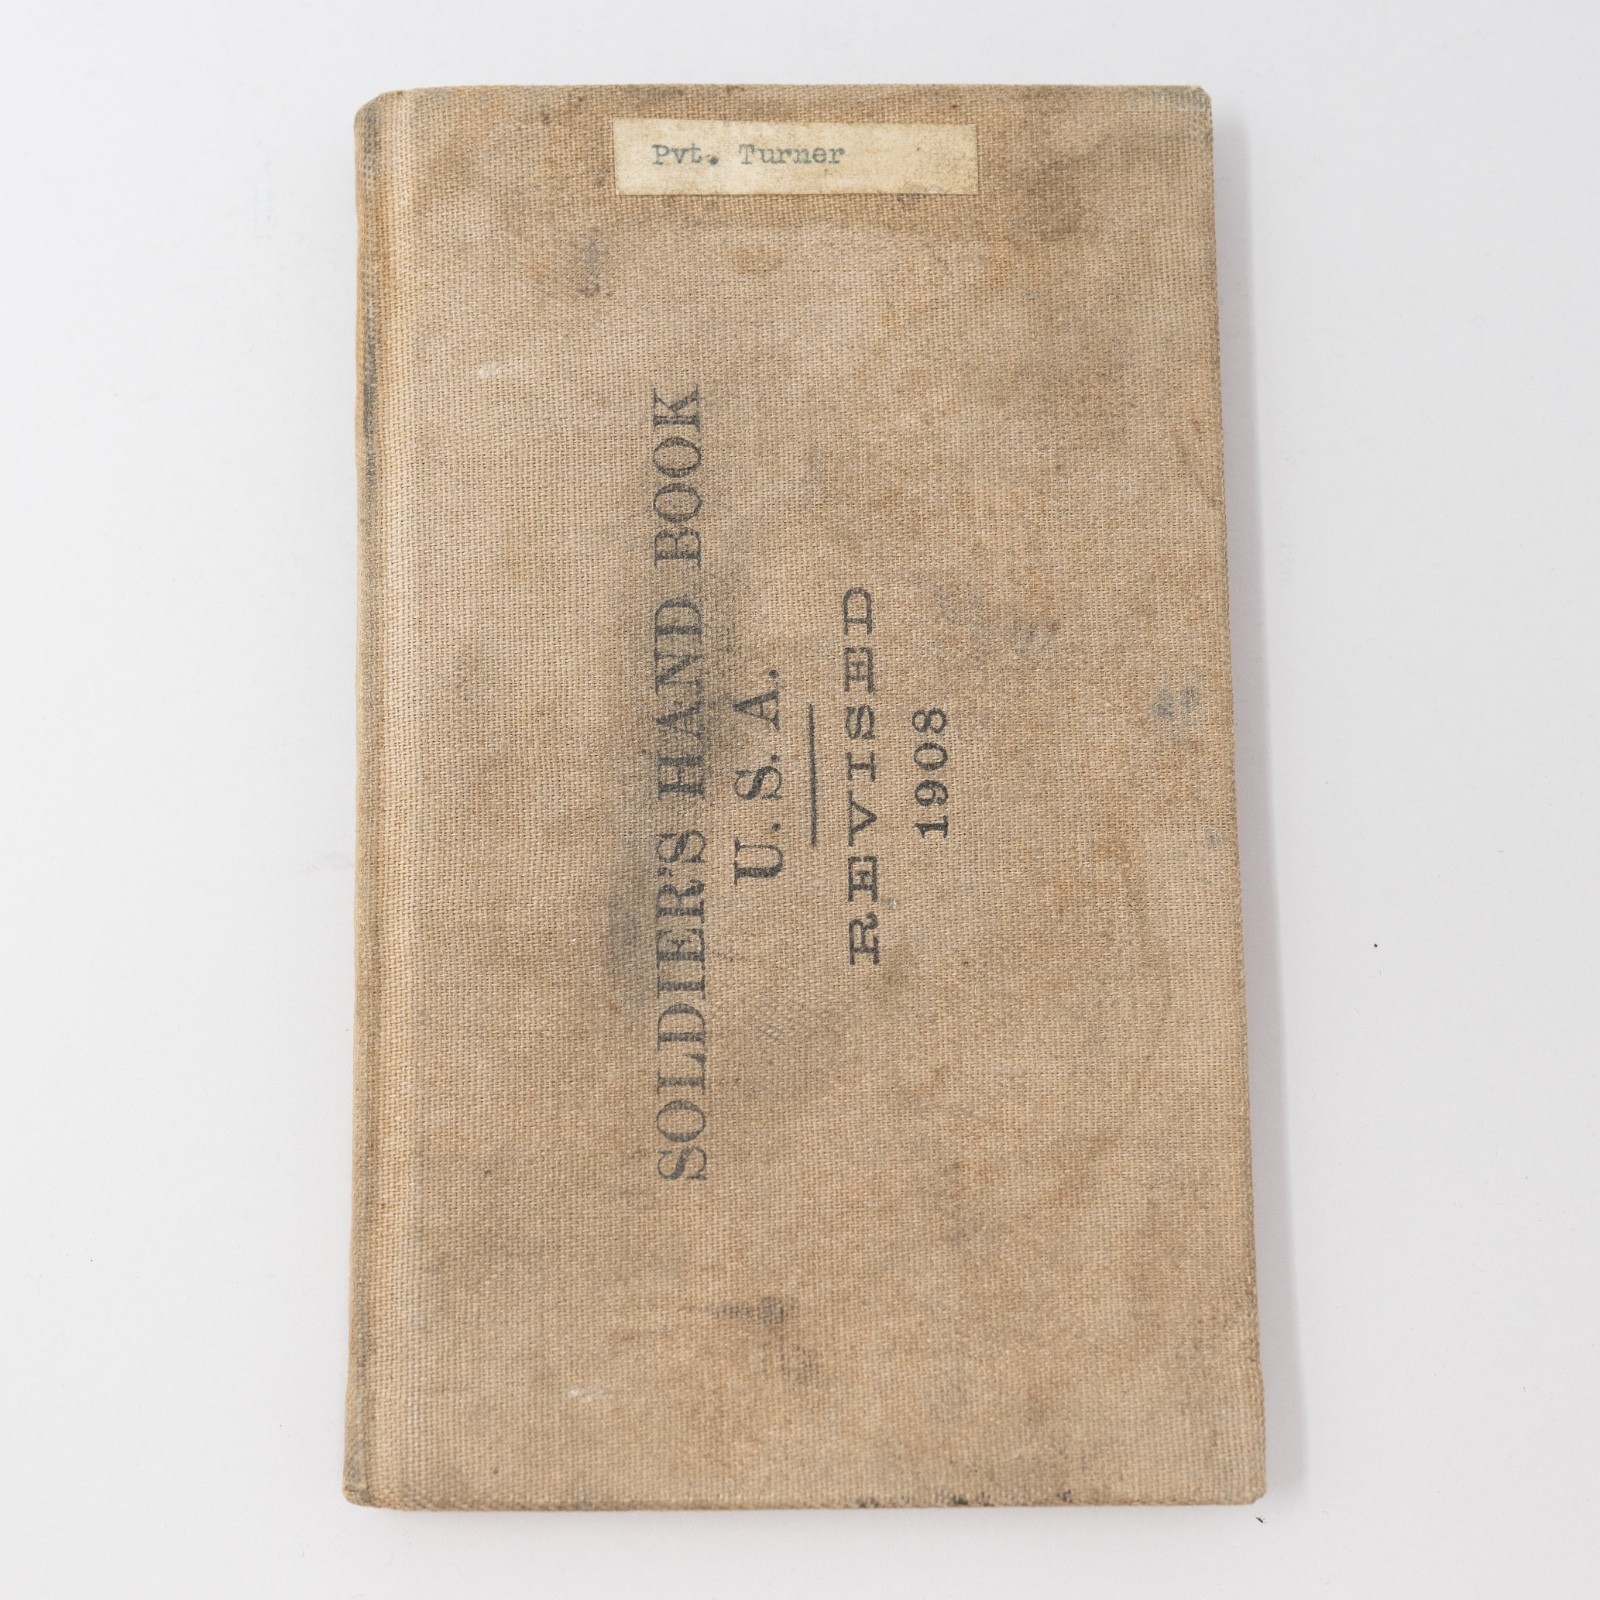 Pvt. Turner
SOLDIER'S HAND BOOK
U. S. A.
REVISED
1908